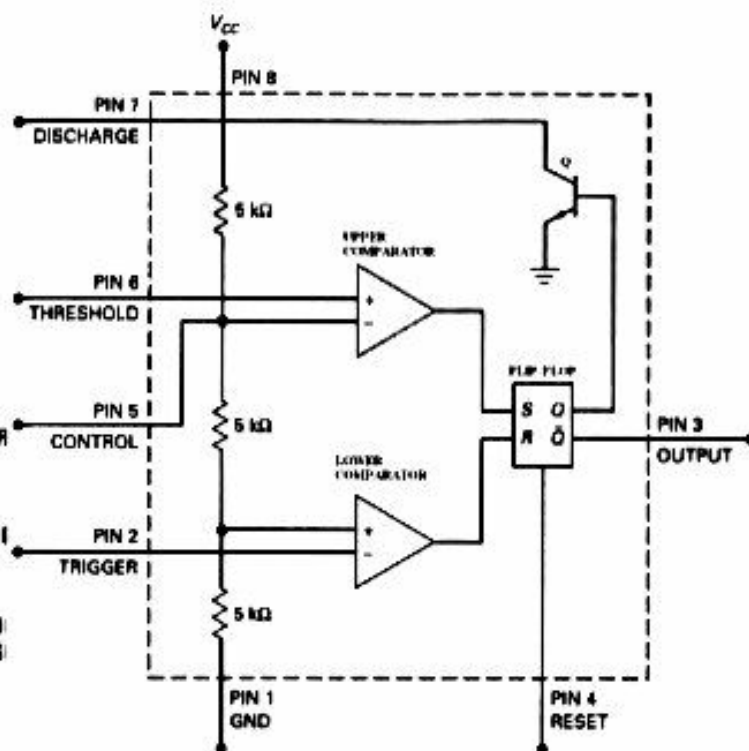 VCC
PIN 8
PIN 7
DISCHARGE
Q
5 kΩ
UPPER
COMPARATOR
PIN 6
THRESHOLD
+
−
FLIP FLOP
S Q
R Q̄
PIN 5
CONTROL
5 kΩ
PIN 3
OUTPUT
LOWER
COMPARATOR
+
−
PIN 2
TRIGGER
5 kΩ
PIN 1
GND
PIN 4
RESET